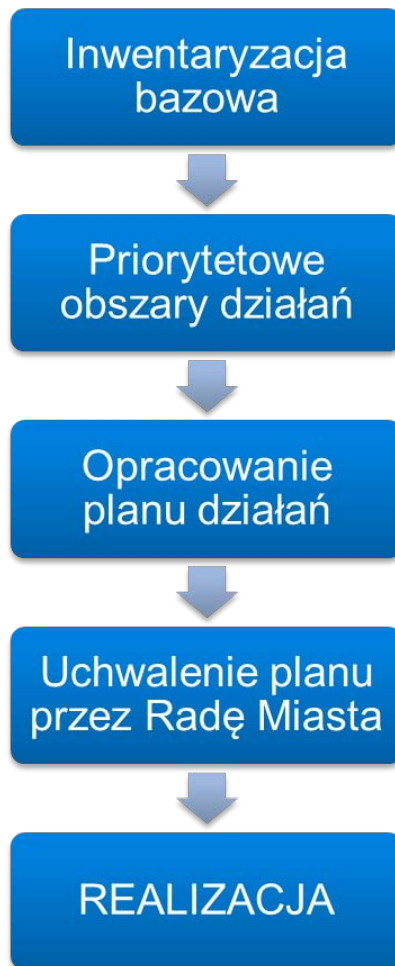 Inwentaryzacja
bazowa
Priorytetowe
obszary działań
Opracowanie
planu działań
Uchwalenie planu
przez Radę Miasta
REALIZACJA